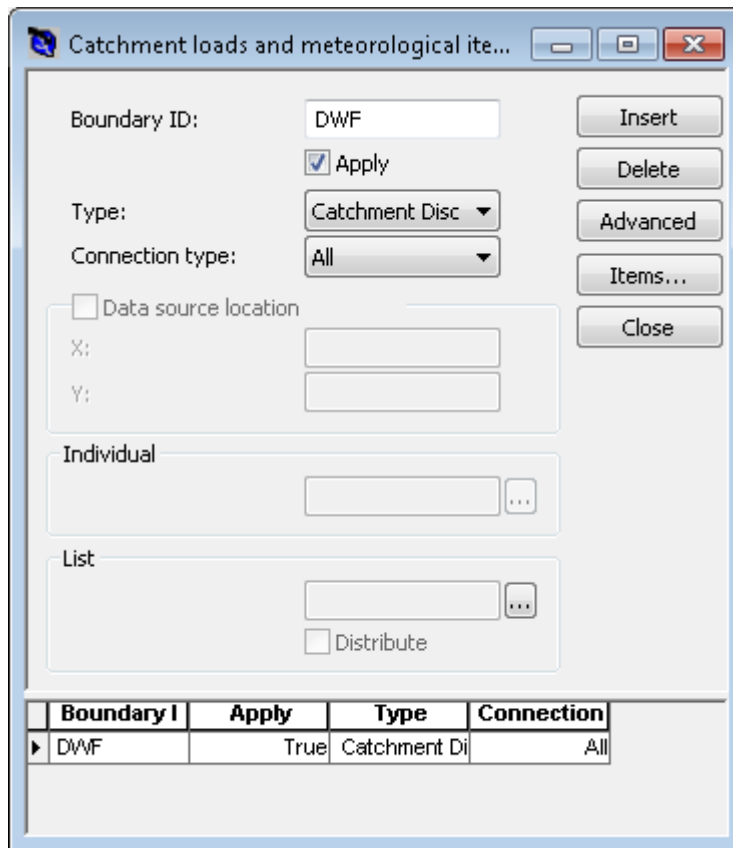 Catchment loads and meteorological ite...
Boundary ID: DWF Insert
Apply Delete
Type: Catchment Disc Advanced
Connection type: All Items...
Data source location Close
X:
Y:
Individual
...
List
...
Distribute
Boundary I Apply Type Connection
DWF True Catchment Di All